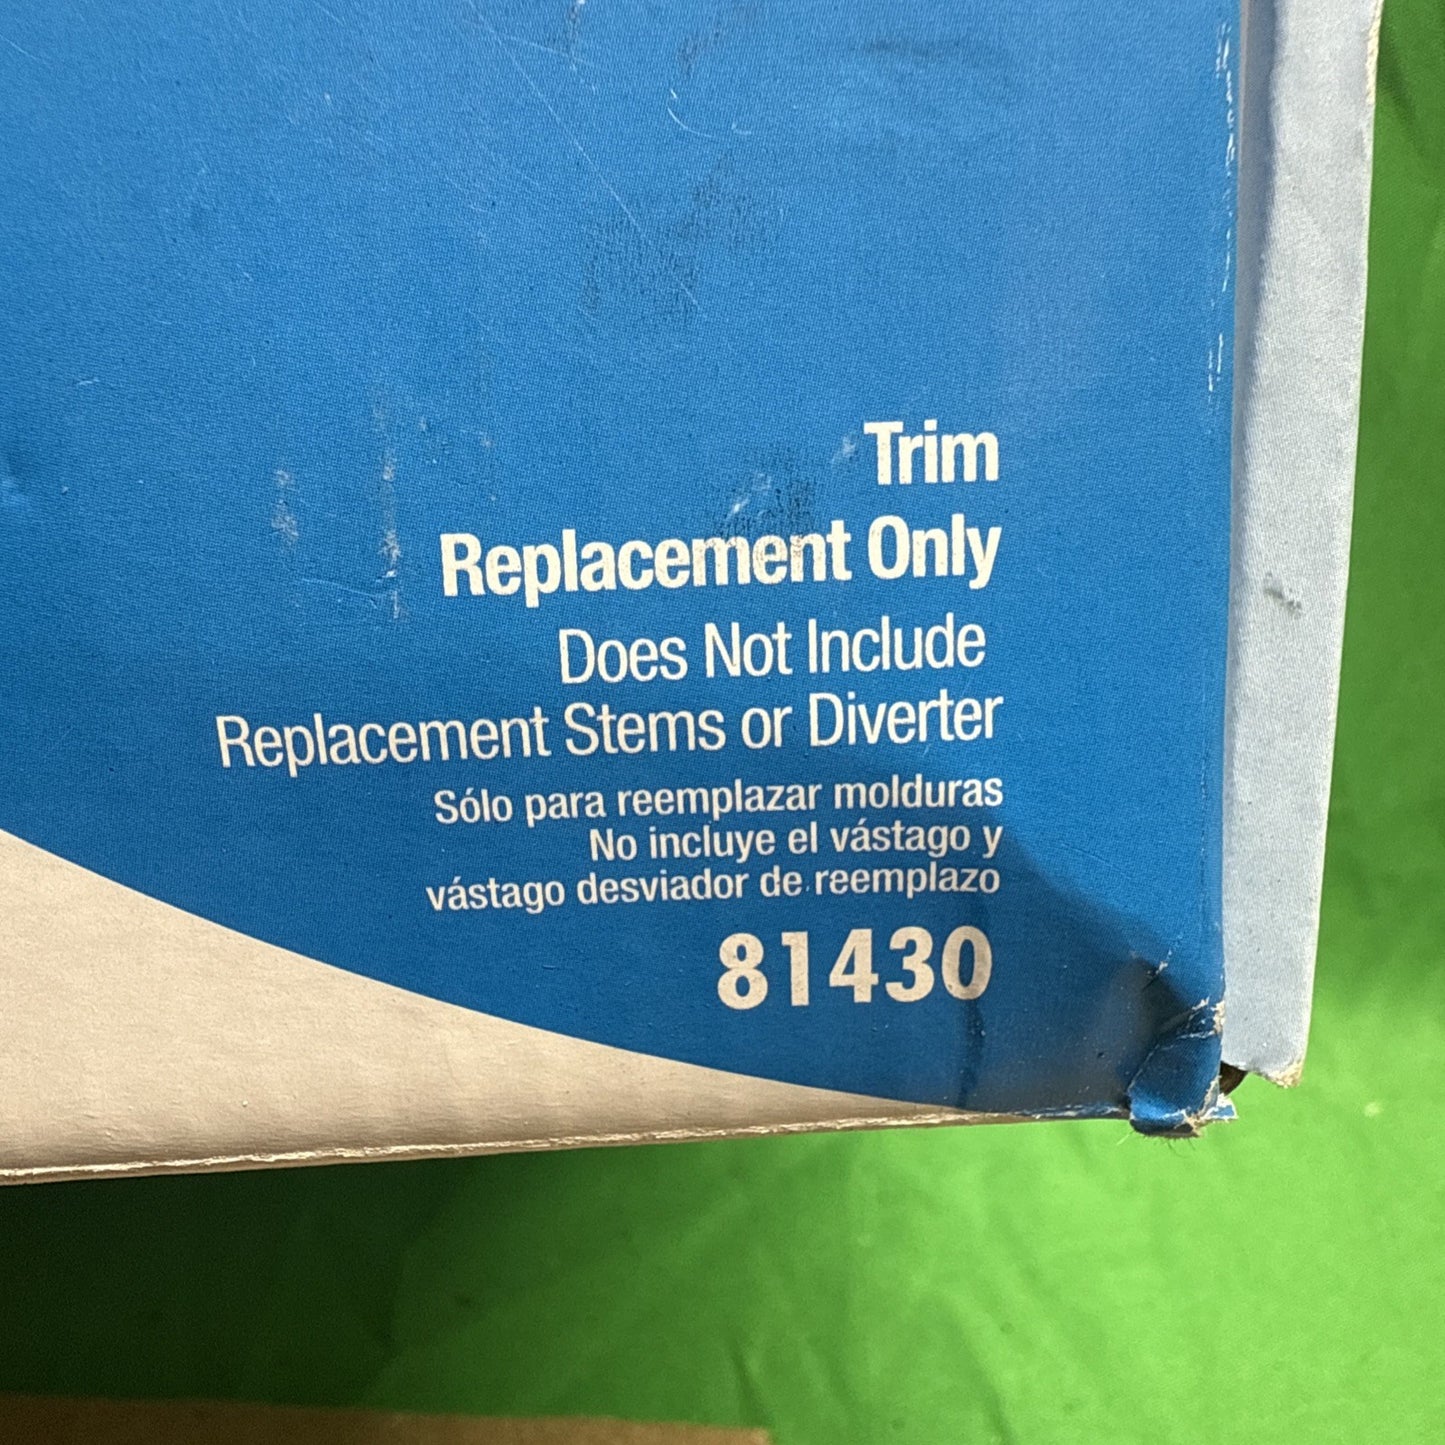 Trim
Replacement Only
Does Not Include
Replacement Stems or Diverter
Sólo para reemplazar molduras
No incluye el vástago y
vástago desviador de reemplazo
81430